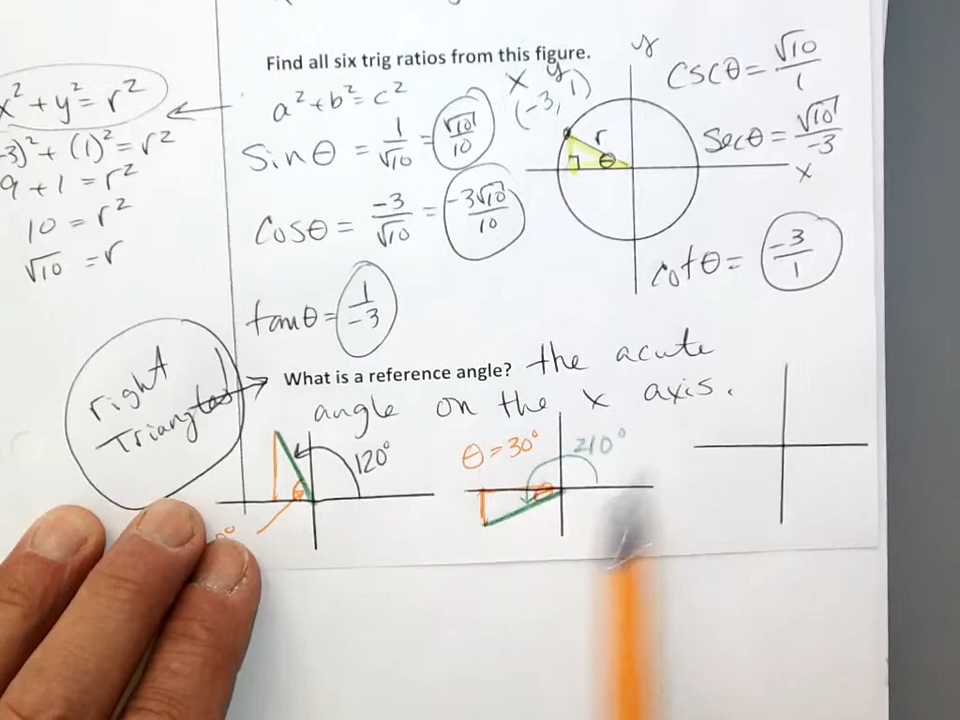 x² + y² = r²
-3)² + (1)² = r²
9 + 1 = r²
10 = r²
√10 = r
Find all six trig ratios from this figure.
a² + b² = c²
Sin θ = 1/√10 = √10/10
Cos θ = -3/√10 = -3√10/10
tan θ = 1/-3
x y
(-3, 1)
y
r
θ
x
Csc θ = √10/1
Sec θ = √10/-3
cot θ = -3/1
right
What is a reference angle? the acute
angle on the x axis.
120°
θ
θ = 30°
210°